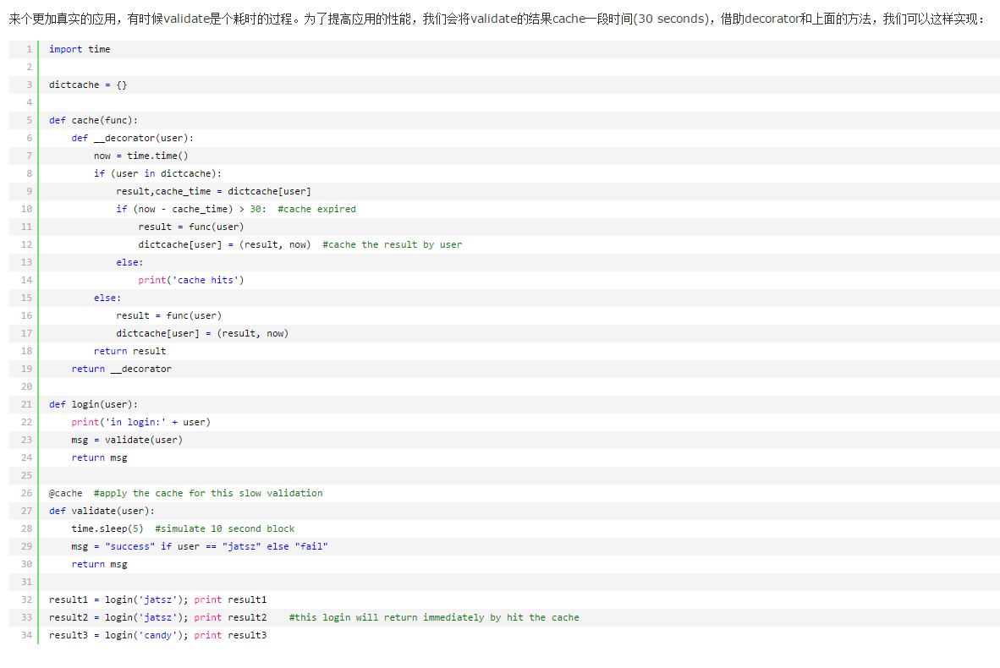 来个更加真实的应用，有时候validate是个耗时的过程。为了提高应用的性能，我们会将validate的结果cache一段时间(30 seconds)，借助decorator和上面的方法，我们可以这样实现：
1 import time
2
3 dictcache = {}
4
5 def cache(func):
6     def __decorator(user):
7         now = time.time()
8         if (user in dictcache):
9             result,cache_time = dictcache[user]
10             if (now - cache_time) > 30:  #cache expired
11                 result = func(user)
12                 dictcache[user] = (result, now)  #cache the result by user
13             else:
14                 print('cache hits')
15         else:
16             result = func(user)
17             dictcache[user] = (result, now)
18         return result
19     return __decorator
20
21 def login(user):
22     print('in login:' + user)
23     msg = validate(user)
24     return msg
25
26 @cache  #apply the cache for this slow validation
27 def validate(user):
28     time.sleep(5)  #simulate 10 second block
29     msg = "success" if user == "jatsz" else "fail"
30     return msg
31
32 result1 = login('jatsz'); print result1
33 result2 = login('jatsz'); print result2    #this login will return immediately by hit the cache
34 result3 = login('candy'); print result3